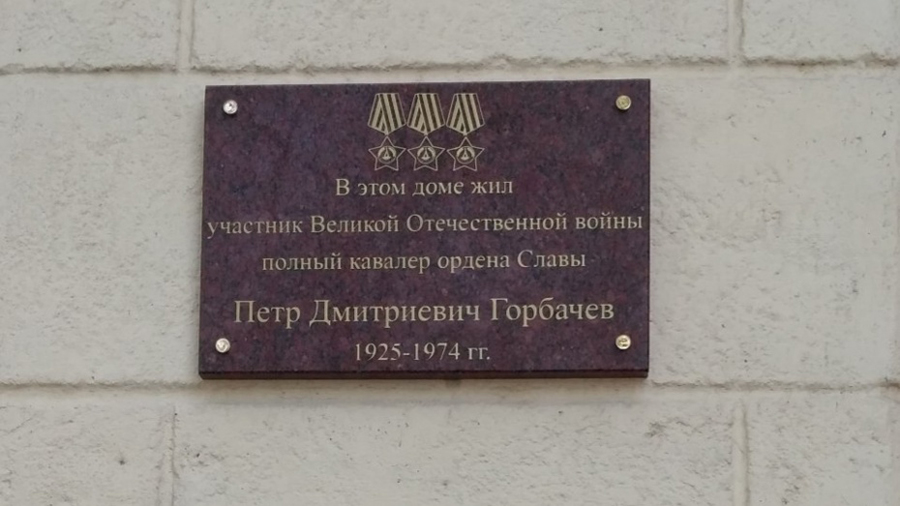 В этом доме жил
участник Великой Отечественной войны
полный кавалер ордена Славы
Петр Дмитриевич Горбачев
1925-1974 гг.